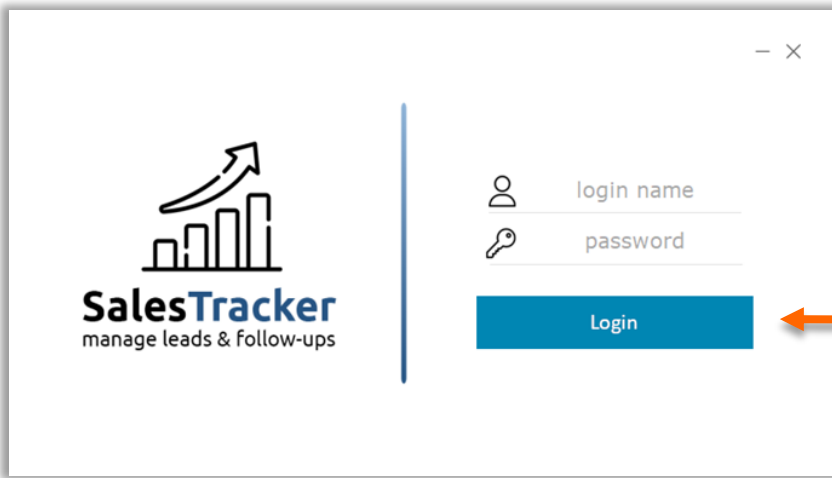 SalesTracker
manage leads & follow-ups
login name
password
Login